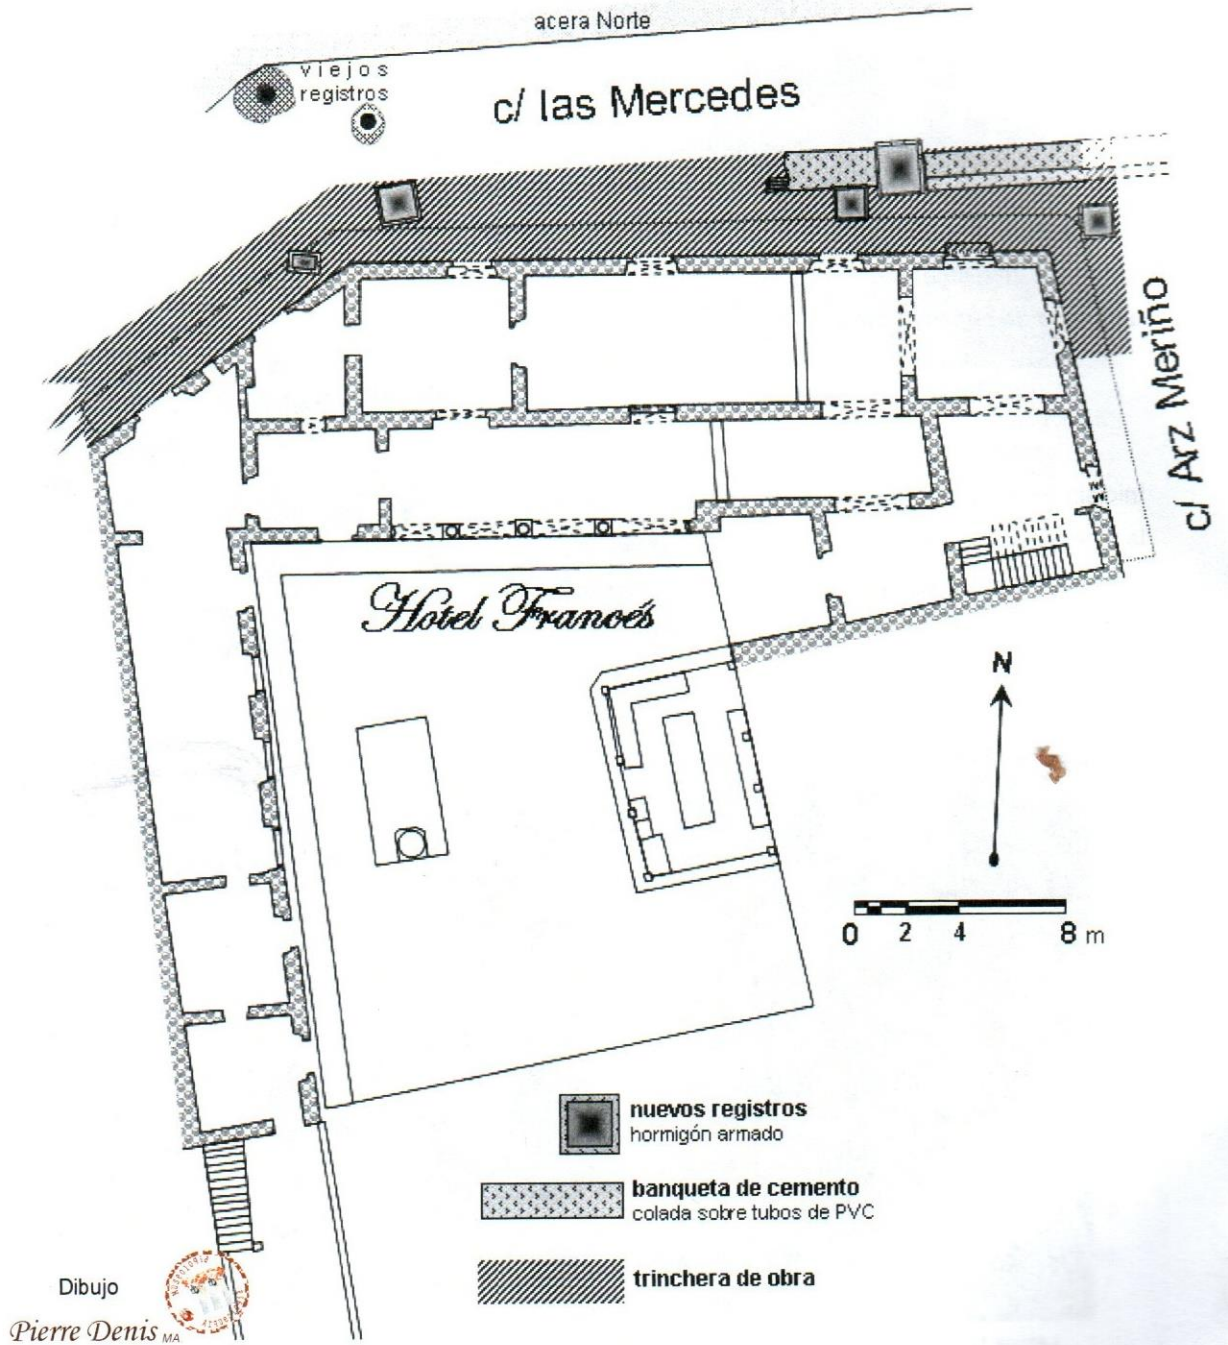 acera Norte
viejos
registros
c/ las Mercedes
c/ Arz Meriño
Hotel Francés
N
0 2 4 8 m
nuevos registros
hormigón armado
banqueta de cemento
colada sobre tubos de PVC
trinchera de obra
Dibujo
Pierre Denis MA